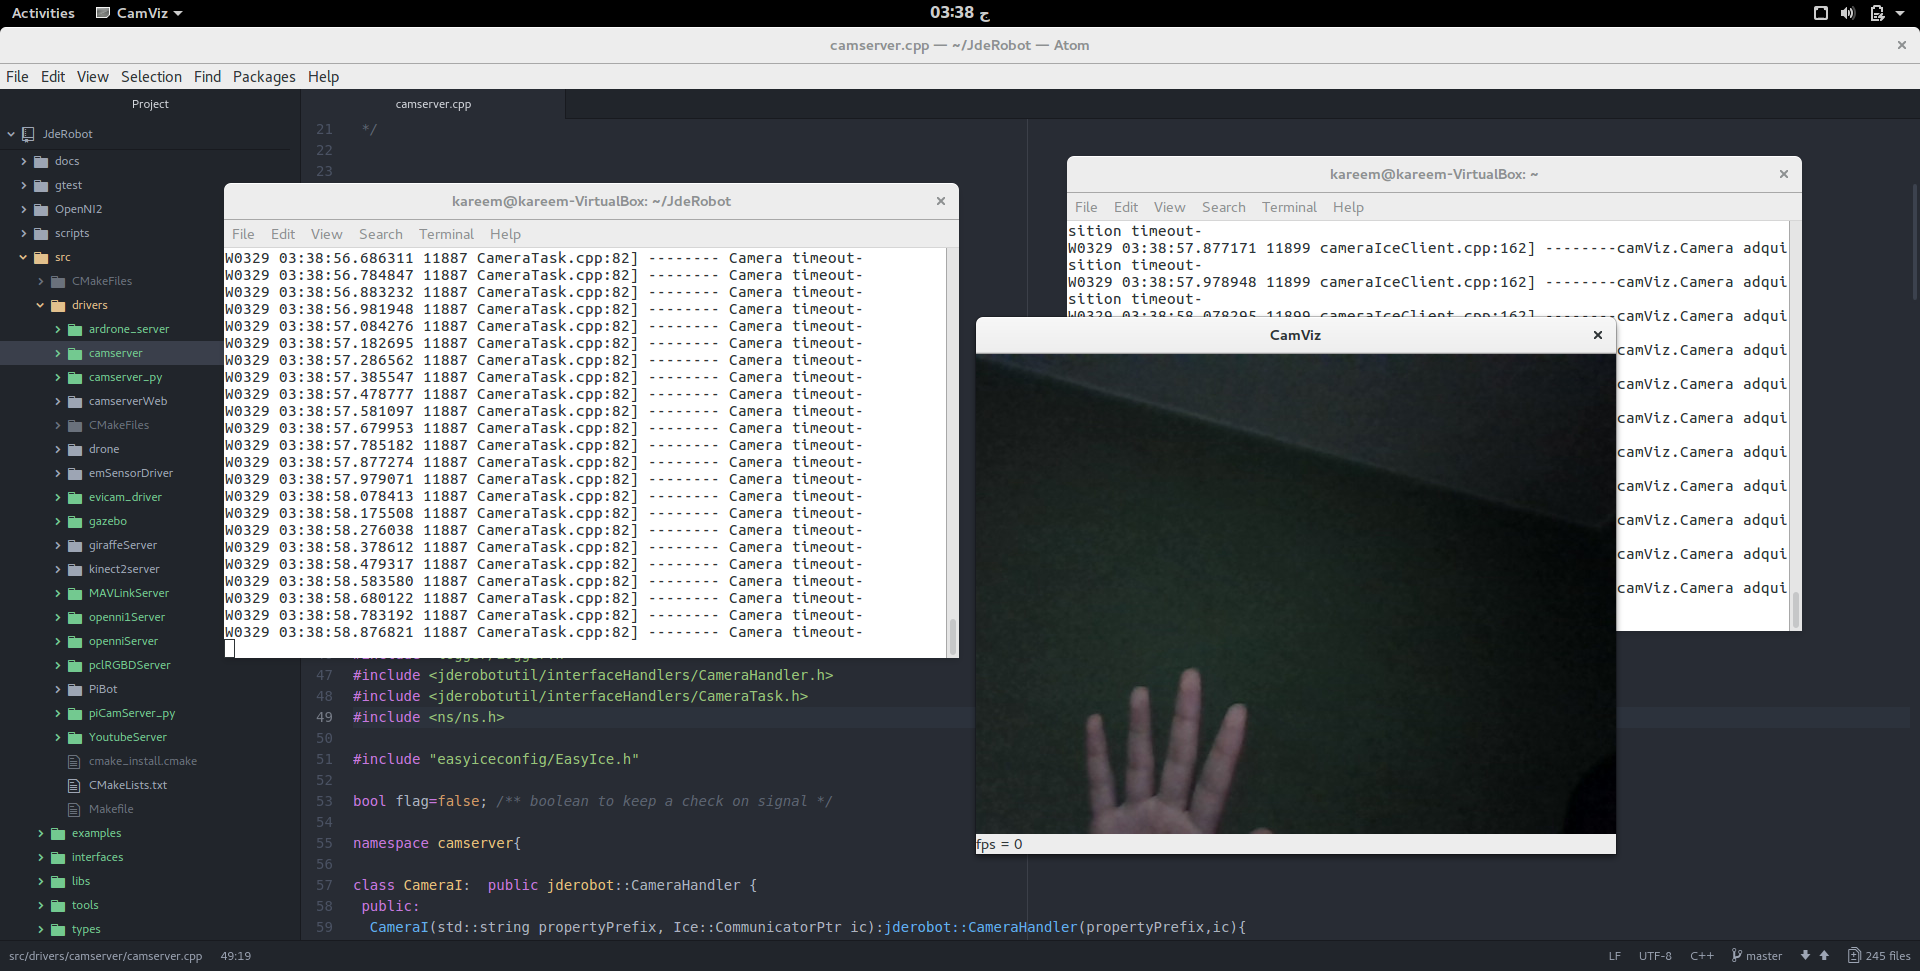 Activities
CamViz
03:38 ح
camserver.cpp — ~/JdeRobot — Atom
File Edit View Selection Find Packages Help
Project
JdeRobot
docs
gtest
OpenNI2
scripts
src
CMakeFiles
drivers
ardrone_server
camserver
camserver_py
camserverWeb
CMakeFiles
drone
emSensorDriver
evicam_driver
gazebo
giraffeServer
kinect2server
MAVLinkServer
openni1Server
openniServer
pclRGBDServer
PiBot
piCamServer_py
YoutubeServer
cmake_install.cmake
CMakeLists.txt
Makefile
examples
interfaces
libs
tools
types
camserver.cpp
21 */
22
23
kareem@kareem-VirtualBox: ~/JdeRobot
File Edit View Search Terminal Help
W0329 03:38:56.686311 11887 CameraTask.cpp:82] -------- Camera timeout-
W0329 03:38:56.784847 11887 CameraTask.cpp:82] -------- Camera timeout-
W0329 03:38:56.883232 11887 CameraTask.cpp:82] -------- Camera timeout-
W0329 03:38:56.981948 11887 CameraTask.cpp:82] -------- Camera timeout-
W0329 03:38:57.084276 11887 CameraTask.cpp:82] -------- Camera timeout-
W0329 03:38:57.182695 11887 CameraTask.cpp:82] -------- Camera timeout-
W0329 03:38:57.286562 11887 CameraTask.cpp:82] -------- Camera timeout-
W0329 03:38:57.385547 11887 CameraTask.cpp:82] -------- Camera timeout-
W0329 03:38:57.478777 11887 CameraTask.cpp:82] -------- Camera timeout-
W0329 03:38:57.581097 11887 CameraTask.cpp:82] -------- Camera timeout-
W0329 03:38:57.679953 11887 CameraTask.cpp:82] -------- Camera timeout-
W0329 03:38:57.785182 11887 CameraTask.cpp:82] -------- Camera timeout-
W0329 03:38:57.877274 11887 CameraTask.cpp:82] -------- Camera timeout-
W0329 03:38:57.979071 11887 CameraTask.cpp:82] -------- Camera timeout-
W0329 03:38:58.078413 11887 CameraTask.cpp:82] -------- Camera timeout-
W0329 03:38:58.175508 11887 CameraTask.cpp:82] -------- Camera timeout-
W0329 03:38:58.276038 11887 CameraTask.cpp:82] -------- Camera timeout-
W0329 03:38:58.378612 11887 CameraTask.cpp:82] -------- Camera timeout-
W0329 03:38:58.479317 11887 CameraTask.cpp:82] -------- Camera timeout-
W0329 03:38:58.583580 11887 CameraTask.cpp:82] -------- Camera timeout-
W0329 03:38:58.680122 11887 CameraTask.cpp:82] -------- Camera timeout-
W0329 03:38:58.783192 11887 CameraTask.cpp:82] -------- Camera timeout-
W0329 03:38:58.876821 11887 CameraTask.cpp:82] -------- Camera timeout-
47 #include <jderobotutil/interfaceHandlers/CameraHandler.h>
48 #include <jderobotutil/interfaceHandlers/CameraTask.h>
49 #include <ns/ns.h>
50
51 #include "easyiceconfig/EasyIce.h"
52
53 bool flag=false; /** boolean to keep a check on signal */
54
55 namespace camserver{
56
57 class CameraI: public jderobot::CameraHandler {
58 public:
59 CameraI(std::string propertyPrefix, Ice::CommunicatorPtr ic):jderobot::CameraHandler(propertyPrefix,ic){
kareem@kareem-VirtualBox: ~
File Edit View Search Terminal Help
sition timeout-
W0329 03:38:57.877171 11899 cameraIceClient.cpp:162] --------camViz.Camera adqui
sition timeout-
W0329 03:38:57.978948 11899 cameraIceClient.cpp:162] --------camViz.Camera adqui
sition timeout-
W0329 03:38:58.078295 11899 cameraIceClient.cpp:162] --------camViz.Camera adqui
camViz.Camera adqui
camViz.Camera adqui
camViz.Camera adqui
camViz.Camera adqui
camViz.Camera adqui
camViz.Camera adqui
camViz.Camera adqui
camViz.Camera adqui
CamViz
fps = 0
src/drivers/camserver/camserver.cpp 49:19
LF UTF-8 C++ master 245 files